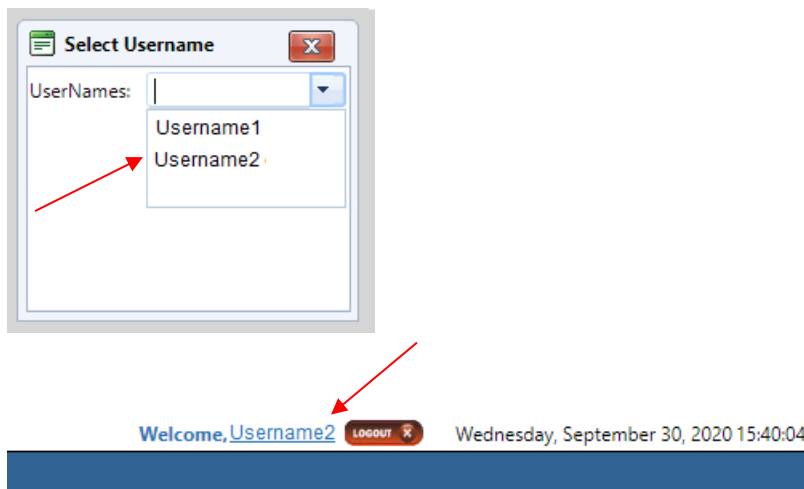 Select Username
UserNames:
Username1
Username2
Welcome, Username2 LOGOUT Wednesday, September 30, 2020 15:40:04